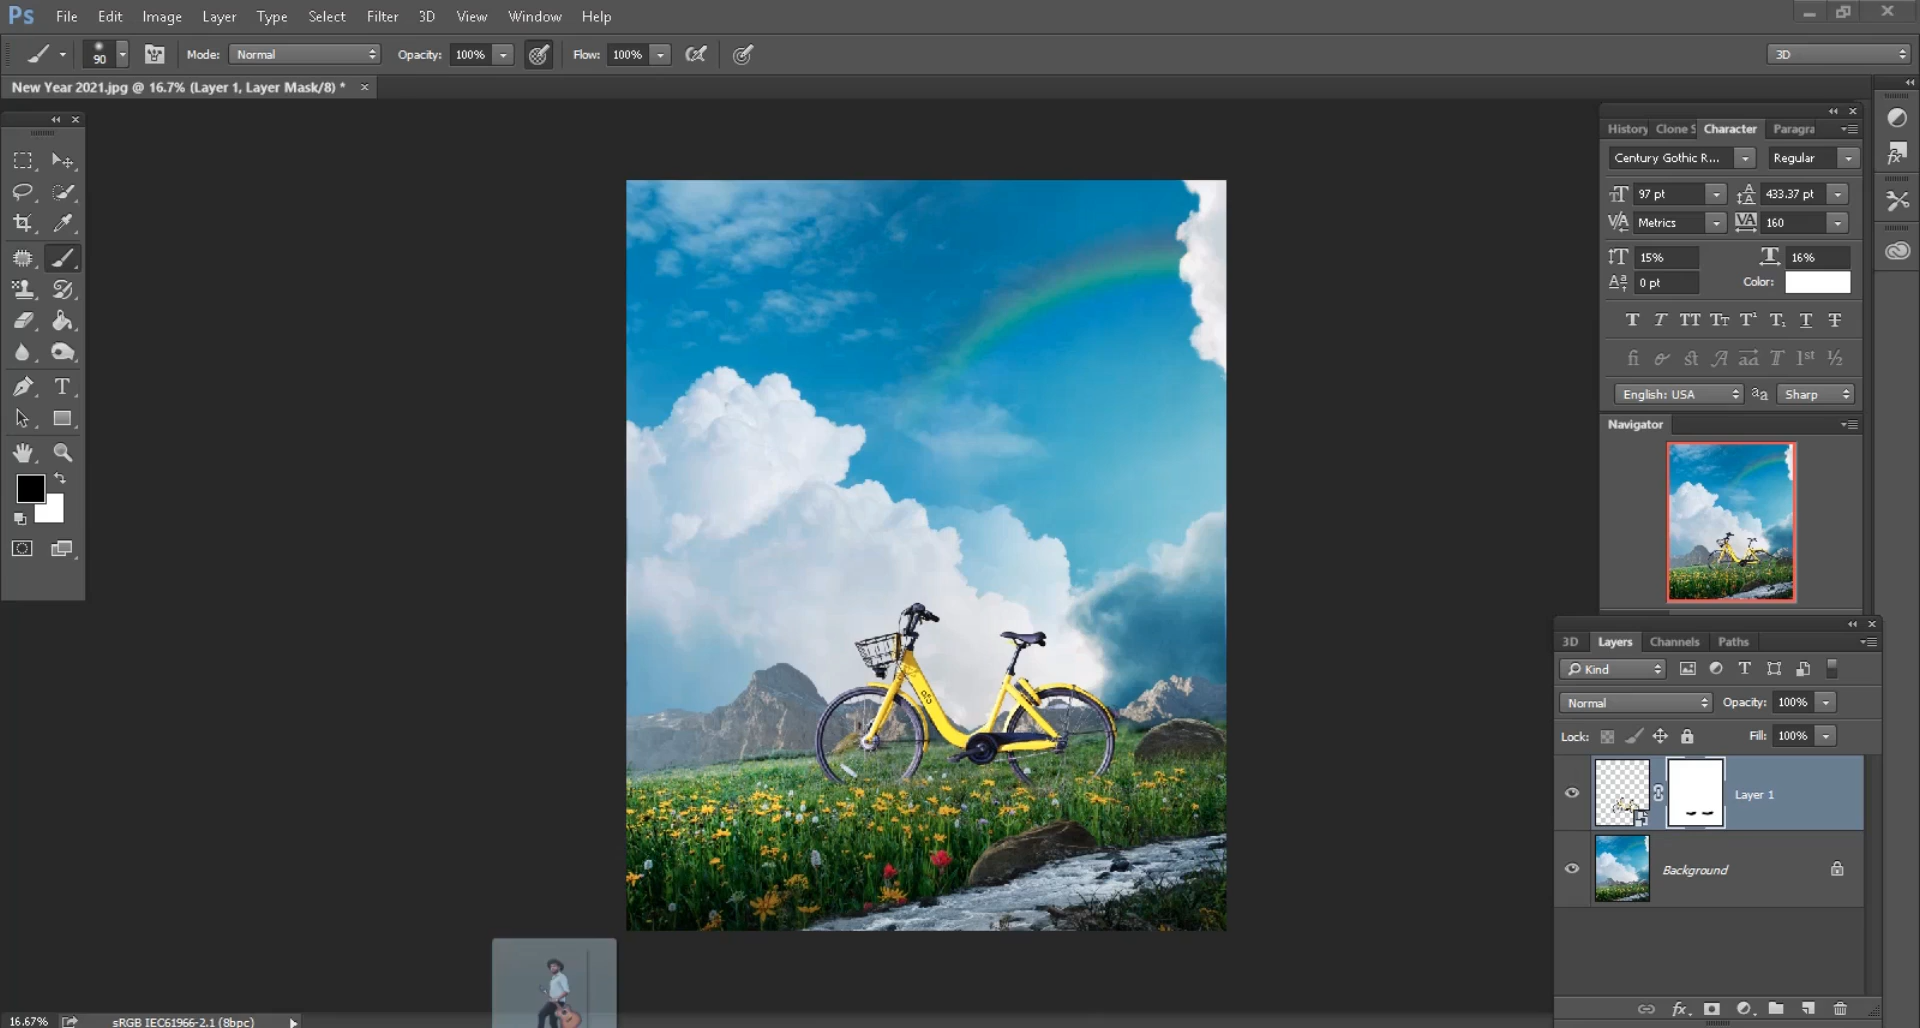 Ps File Edit Image Layer Type Select Filter 3D View Window Help
90 Mode: Normal Opacity: 100% Flow: 100% 3D
New Year 2021.jpg @ 16.7% (Layer 1, Layer Mask/8) *
History Clone S Character Paragra
Century Gothic R... Regular
97 pt 433.37 pt
Metrics 160
15% 16%
0 pt Color:
English: USA aa Sharp
Navigator
3D Layers Channels Paths
Kind
Normal Opacity: 100%
Lock: Fill: 100%
Layer 1
Background
16.67% sRGB IEC61966-2.1 (8bpc)